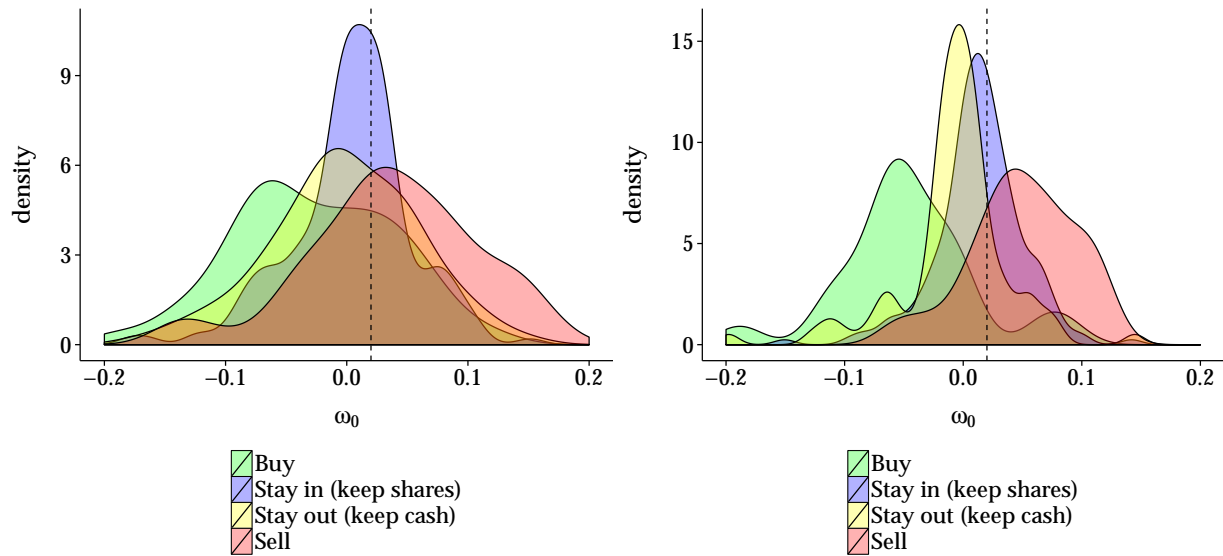 9
6
3
0
density
−0.2
−0.1
0.0
0.1
0.2
ω₀
Buy
Stay in (keep shares)
Stay out (keep cash)
Sell
15
10
5
0
density
−0.2
−0.1
0.0
0.1
0.2
ω₀
Buy
Stay in (keep shares)
Stay out (keep cash)
Sell